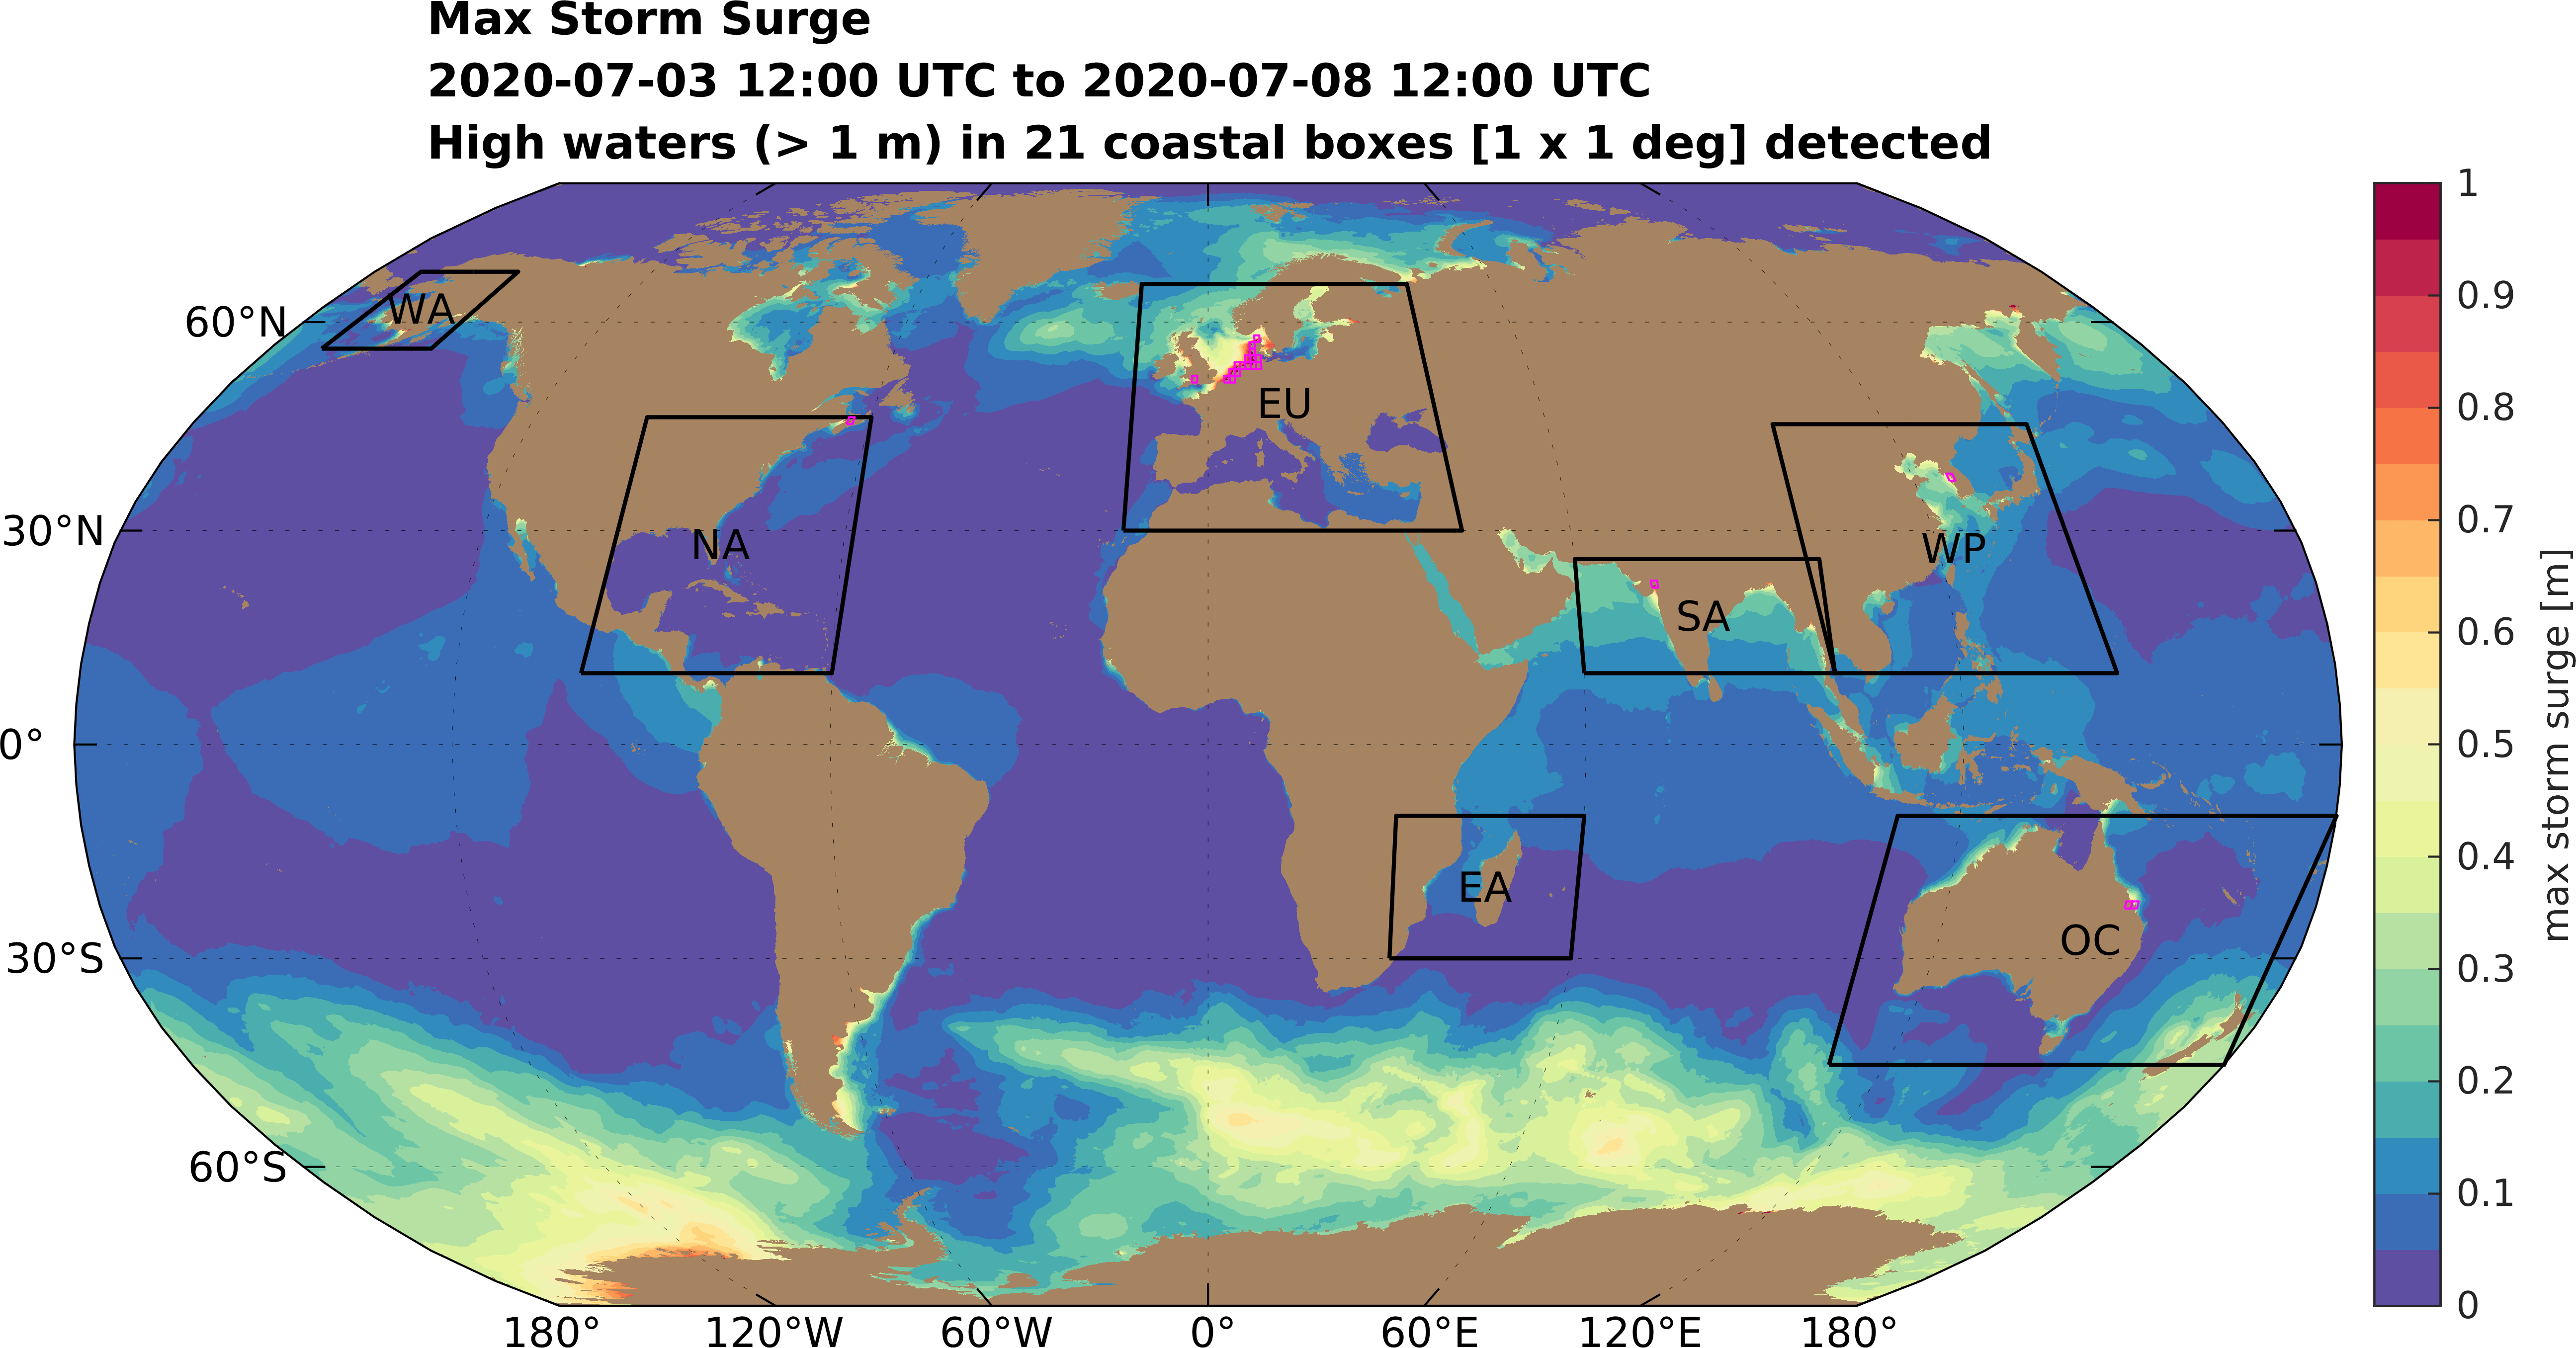 Max Storm Surge
2020-07-03 12:00 UTC to 2020-07-08 12:00 UTC
High waters (> 1 m) in 21 coastal boxes [1 x 1 deg] detected
60°N
30°N
0°
30°S
60°S
WA
NA
EU
SA
WP
EA
OC
180°
120°W
60°W
0°
60°E
120°E
180°
1
0.9
0.8
0.7
0.6
0.5
0.4
0.3
0.2
0.1
0
max storm surge [m]